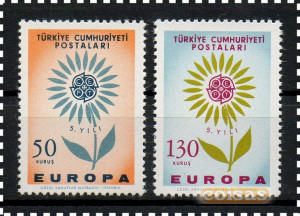 TÜRKİYE CUMHURİYETİ
POSTALARI
5. YILI
50
KURUŞ
EUROPA
TÜRKİYE CUMHURİYETİ
POSTALARI
5. YILI
130
KURUŞ
EUROPA
coisas